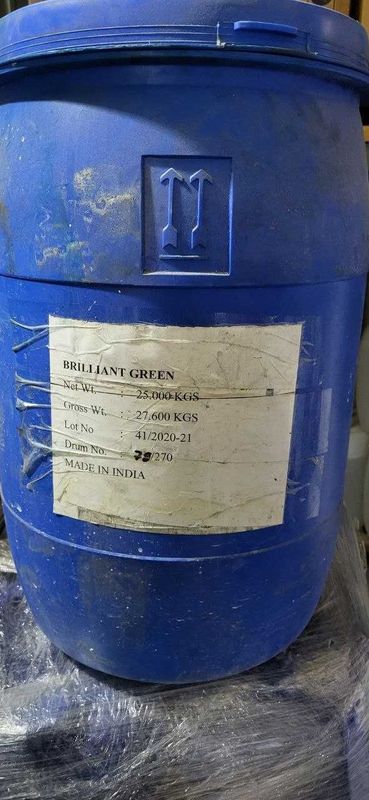 BRILLIANT GREEN
Net Wt. : 25.000 KGS
Gross Wt. : 27.600 KGS
Lot No : 41/2020-21
Drum No. : 79/270
MADE IN INDIA